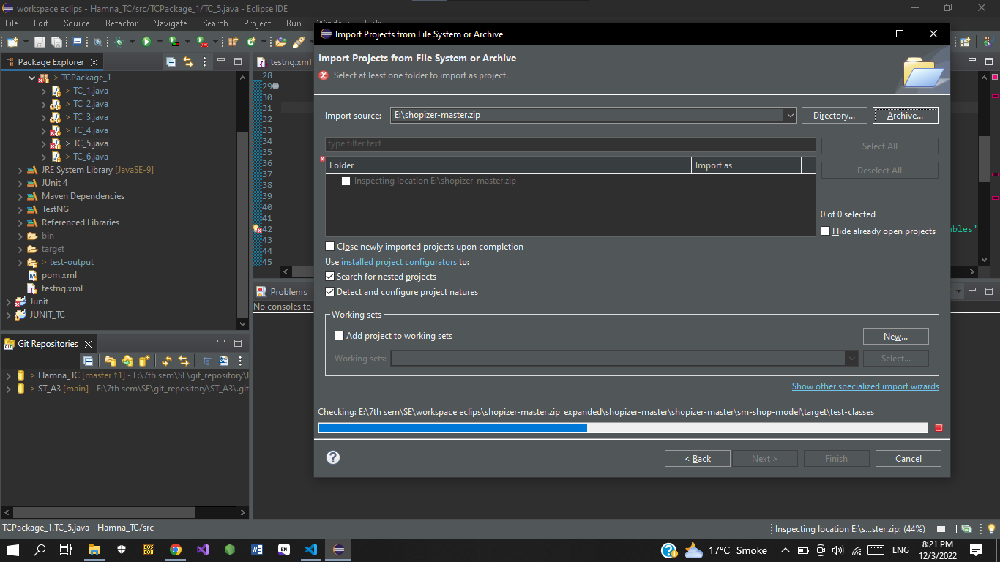 workspace eclips - Hamna_TC/src/TCPackage_1/TC_5.java - Eclipse IDE
File Edit Source Refactor Navigate Search Project Run Window Help
Package Explorer
> TCPackage_1
> TC_1.java
> TC_2.java
> TC_3.java
> TC_4.java
> TC_5.java
> TC_6.java
JRE System Library [JavaSE-9]
JUnit 4
Maven Dependencies
TestNG
Referenced Libraries
bin
target
> test-output
pom.xml
testng.xml
Junit
JUNIT_TC
Git Repositories
> Hamna_TC [master ↑1] - E:\7th sem\SE\git_repository\
> ST_A3 [main] - E:\7th sem\SE\git_repository\ST_A3\.git
testng.xml
28
29
30
31
32
33
34
35
36
37
38
39
40
41
42
43
44
45
ables'
Problems
No consoles to
Import Projects from File System or Archive
Import Projects from File System or Archive
Select at least one folder to import as project.
Import source: E:\shopizer-master.zip Directory... Archive...
type filter text
Select All
Folder Import as
Deselect All
Inspecting location E:\shopizer-master.zip
0 of 0 selected
Hide already open projects
Close newly imported projects upon completion
Use installed project configurators to:
Search for nested projects
Detect and configure project natures
Working sets
Add project to working sets New...
Working sets: Select...
Show other specialized import wizards
Checking: E:\7th sem\SE\workspace eclips\shopizer-master.zip_expanded\shopizer-master\shopizer-master\sm-shop-model\target\test-classes
< Back Next > Finish Cancel
TCPackage_1.TC_5.java - Hamna_TC/src
Inspecting location E:\s...ster.zip: (44%)
DOS BOX
EN
17°C Smoke
ENG
8:21 PM
12/3/2022